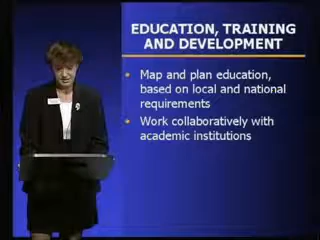 EDUCATION, TRAINING
AND DEVELOPMENT
• Map and plan education,
based on local and national
requirements
• Work collaboratively with
academic institutions